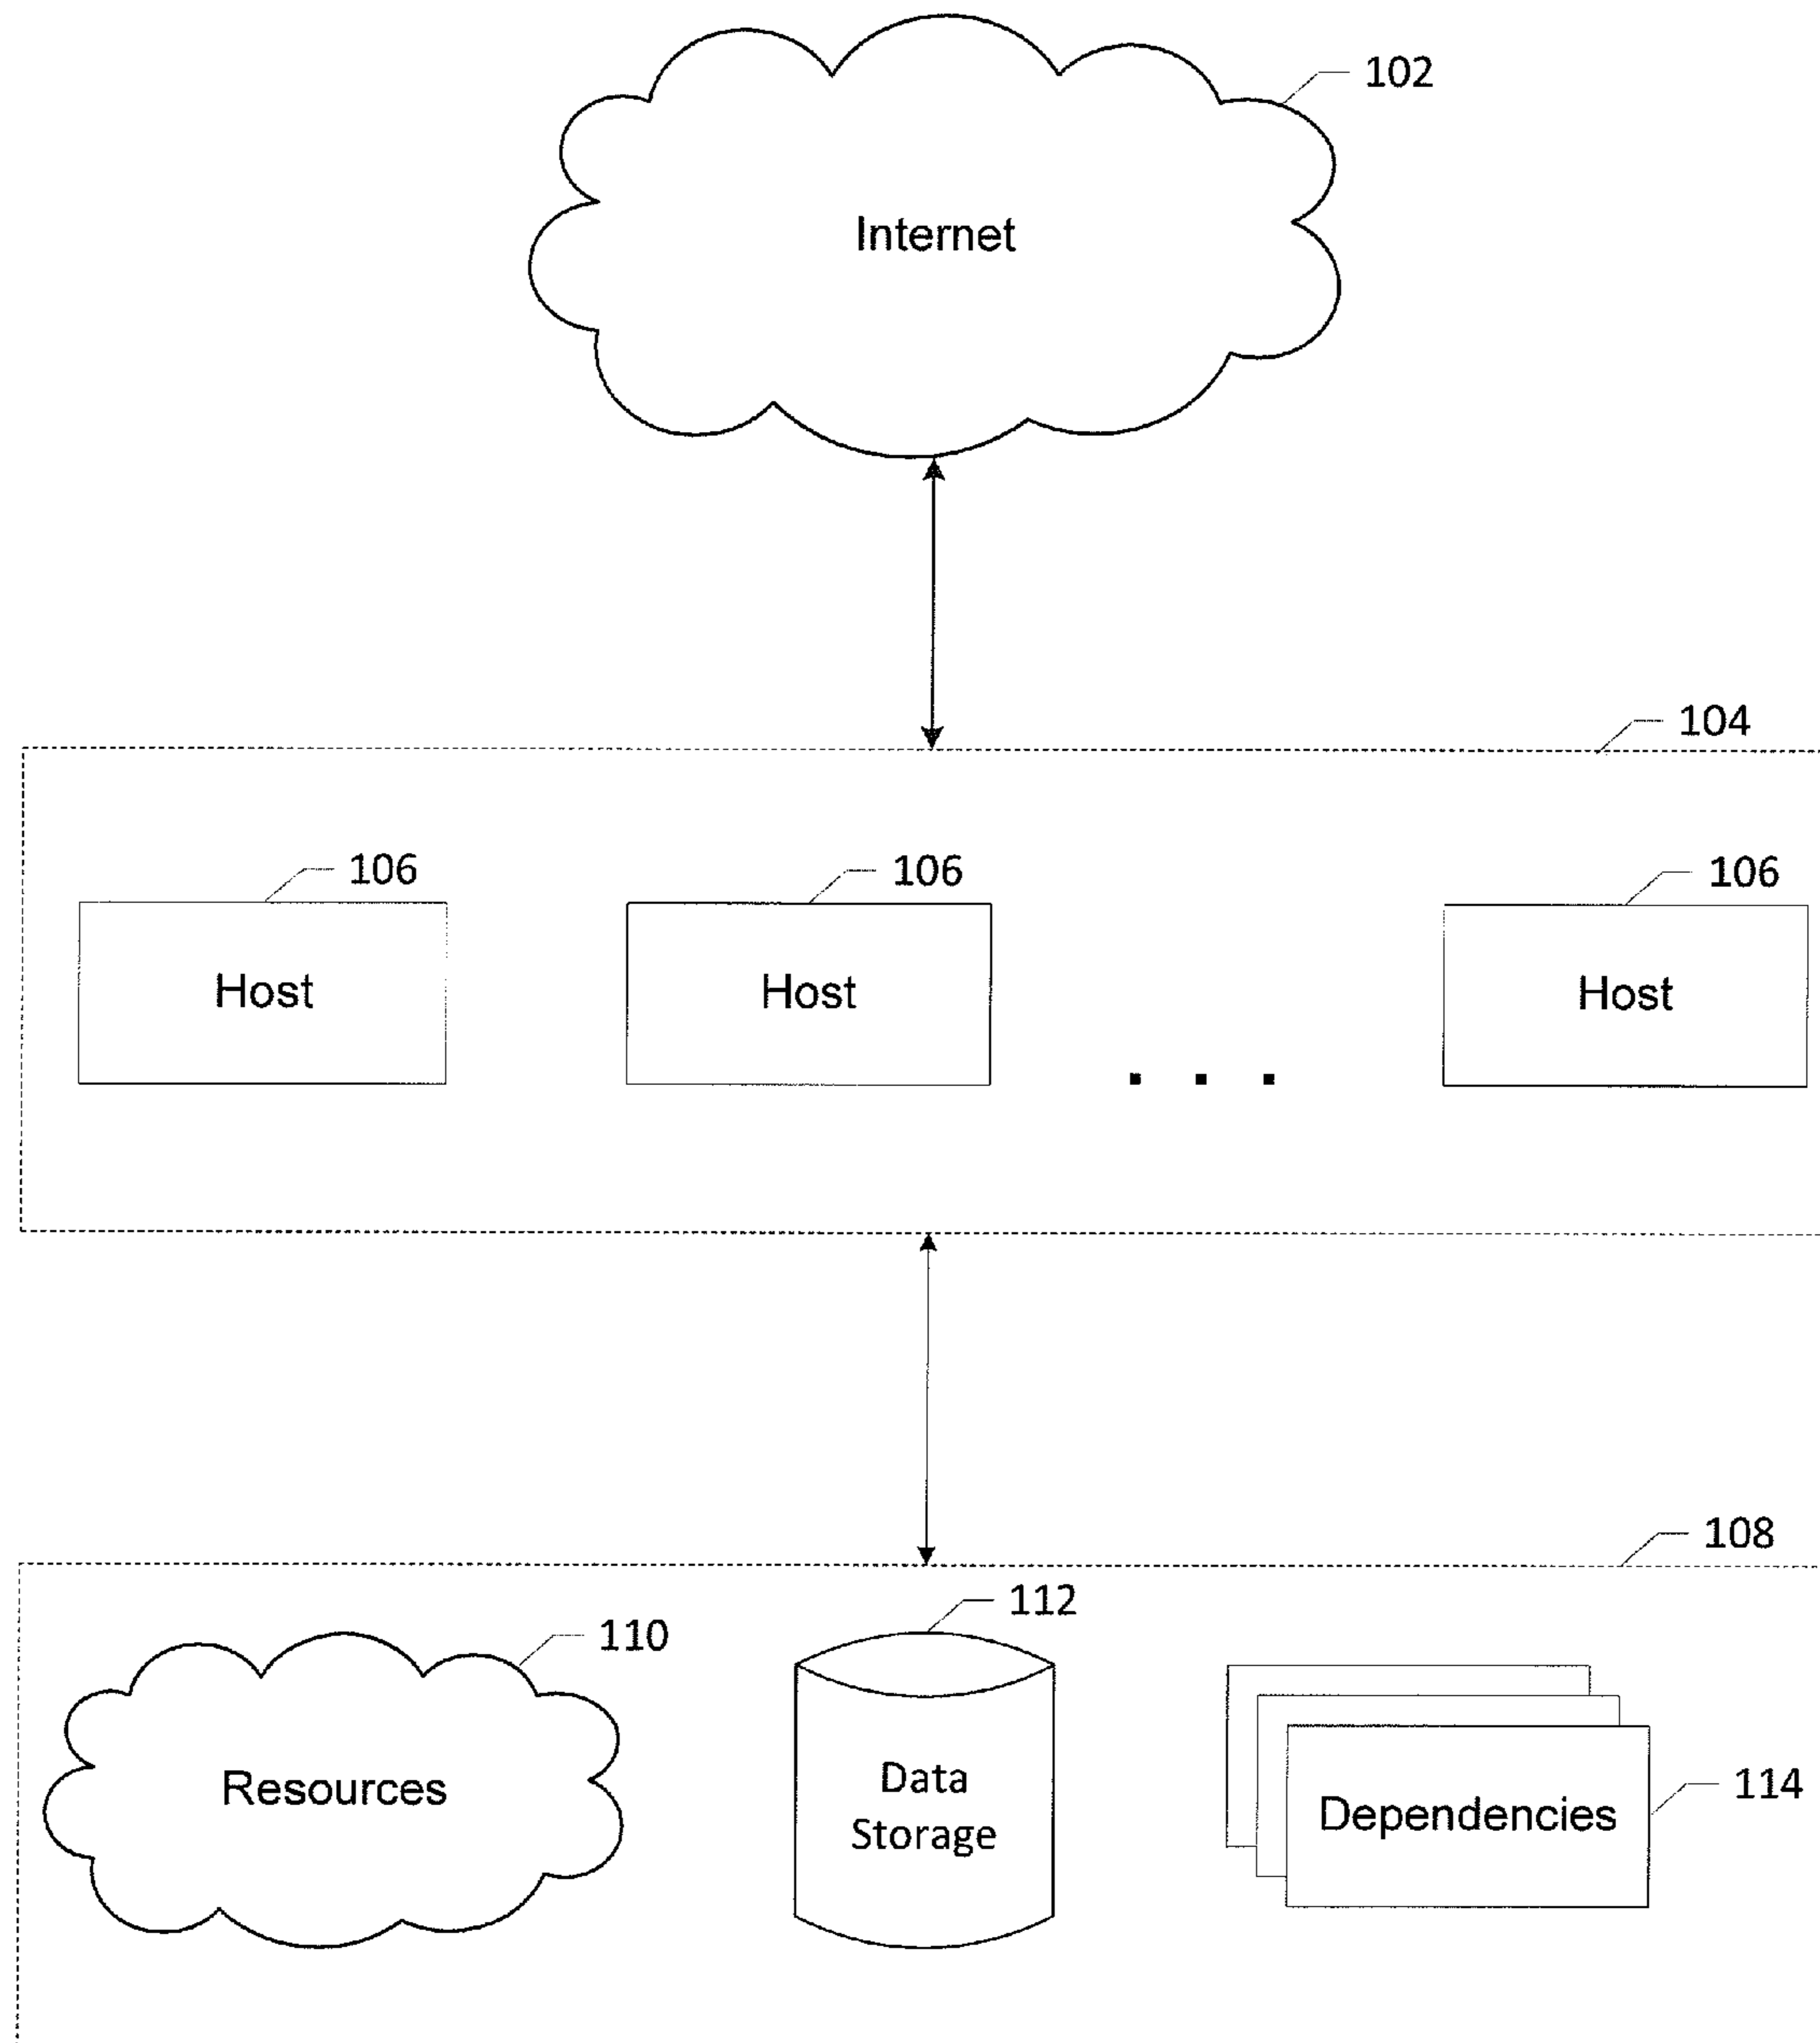 102
Internet
104
106
106
106
Host
Host
Host
. . .
108
112
110
Resources
Data
Storage
Dependencies
114